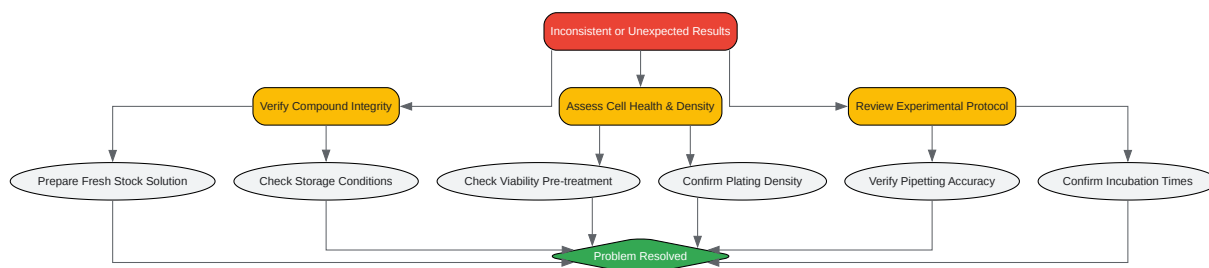 Inconsistent or Unexpected Results
Verify Compound Integrity
Assess Cell Health & Density
Review Experimental Protocol
Prepare Fresh Stock Solution
Check Storage Conditions
Check Viability Pre-treatment
Confirm Plating Density
Verify Pipetting Accuracy
Confirm Incubation Times
Problem Resolved